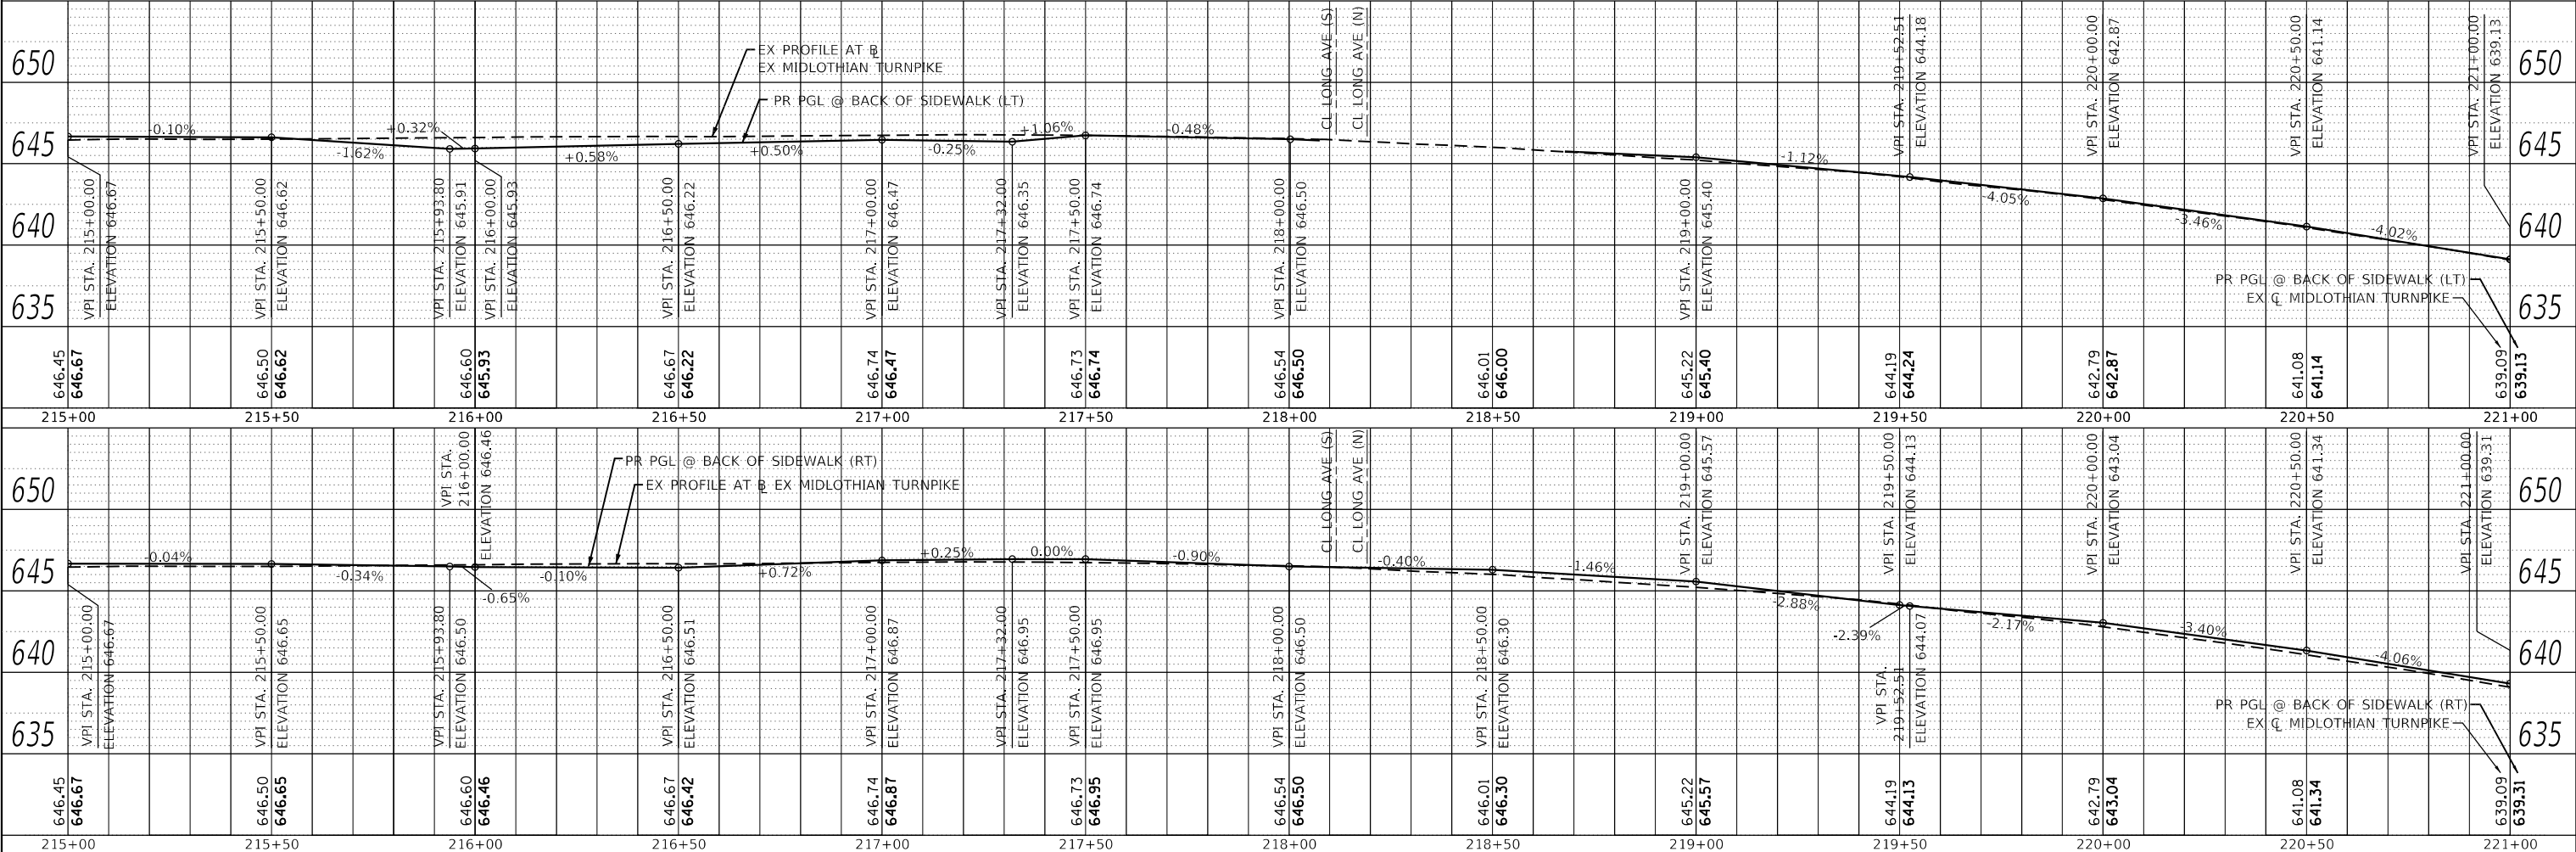 650
645
640
635
650
645
640
635
EX PROFILE AT B℄
EX MIDLOTHIAN TURNPIKE
PR PGL @ BACK OF SIDEWALK (LT)
CL LONG AVE (S)
CL LONG AVE (N)
-0.10%
-1.62%
+0.32%
+0.58%
+0.50%
-0.25%
+1.06%
-0.48%
-1.12%
-4.05%
-3.46%
-4.02%
VPI STA. 215+00.00
ELEVATION 646.67
VPI STA. 215+50.00
ELEVATION 646.62
VPI STA. 215+93.80
ELEVATION 645.91
VPI STA. 216+00.00
ELEVATION 645.93
VPI STA. 216+50.00
ELEVATION 646.22
VPI STA. 217+00.00
ELEVATION 646.47
VPI STA. 217+32.00
ELEVATION 646.35
VPI STA. 217+50.00
ELEVATION 646.74
VPI STA. 218+00.00
ELEVATION 646.50
VPI STA. 219+00.00
ELEVATION 645.40
VPI STA. 219+52.51
ELEVATION 644.18
VPI STA. 220+00.00
ELEVATION 642.87
VPI STA. 220+50.00
ELEVATION 641.14
VPI STA. 221+00.00
ELEVATION 639.13
PR PGL @ BACK OF SIDEWALK (LT)
EX ℄ MIDLOTHIAN TURNPIKE
646.45
646.67
646.50
646.62
646.60
645.93
646.67
646.22
646.74
646.47
646.73
646.74
646.54
646.50
646.01
646.00
645.22
645.40
644.19
644.24
642.79
642.87
641.08
641.14
639.09
639.13
215+00 215+50 216+00 216+50 217+00 217+50 218+00 218+50 219+00 219+50 220+00 220+50 221+00
650
645
640
635
650
645
640
635
PR PGL @ BACK OF SIDEWALK (RT)
EX PROFILE AT B℄ EX MIDLOTHIAN TURNPIKE
CL LONG AVE (S)
CL LONG AVE (N)
-0.04%
-0.34%
-0.65%
-0.10%
+0.72%
+0.25%
0.00%
-0.90%
-0.40%
-1.46%
-2.88%
-2.39%
-2.17%
-3.40%
-4.06%
VPI STA. 215+00.00
ELEVATION 646.67
VPI STA. 215+50.00
ELEVATION 646.65
VPI STA. 215+93.80
ELEVATION 646.50
VPI STA.
216+00.00
ELEVATION 646.46
VPI STA. 216+50.00
ELEVATION 646.51
VPI STA. 217+00.00
ELEVATION 646.87
VPI STA. 217+32.00
ELEVATION 646.95
VPI STA. 217+50.00
ELEVATION 646.95
VPI STA. 218+00.00
ELEVATION 646.50
VPI STA. 218+50.00
ELEVATION 646.30
VPI STA. 219+00.00
ELEVATION 645.57
VPI STA. 219+50.00
ELEVATION 644.13
VPI STA.
219+52.51
ELEVATION 644.07
VPI STA. 220+00.00
ELEVATION 643.04
VPI STA. 220+50.00
ELEVATION 641.34
VPI STA. 221+00.00
ELEVATION 639.31
PR PGL @ BACK OF SIDEWALK (RT)
EX ℄ MIDLOTHIAN TURNPIKE
646.45
646.67
646.50
646.65
646.60
646.46
646.67
646.42
646.74
646.87
646.73
646.95
646.54
646.50
646.01
646.30
645.22
645.57
644.19
644.13
642.79
643.04
641.08
641.34
639.09
639.31
215+00 215+50 216+00 216+50 217+00 217+50 218+00 218+50 219+00 219+50 220+00 220+50 221+00